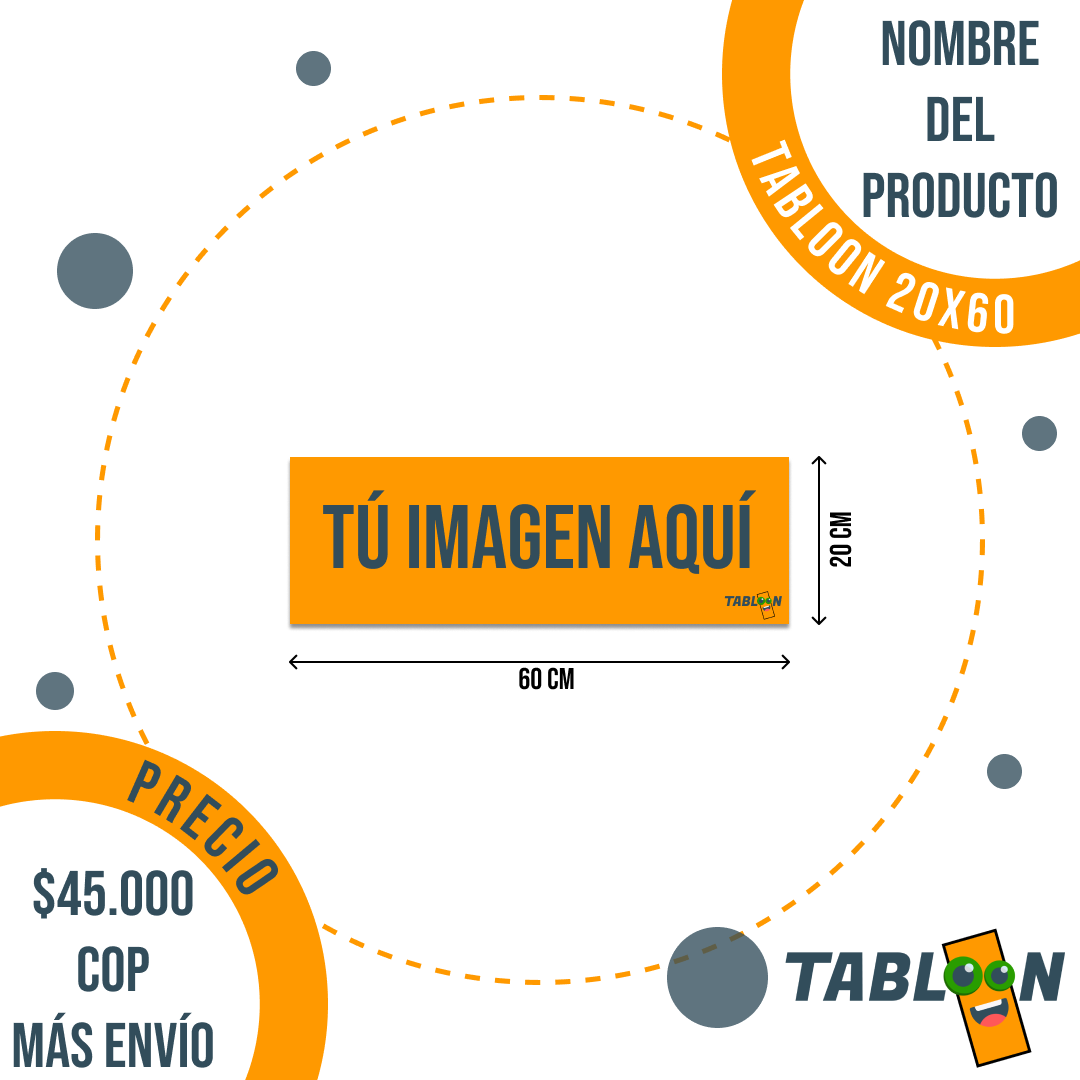 NOMBRE
DEL
PRODUCTO
TABLOON 20X60
TÚ IMAGEN AQUÍ
TABLOON
20 CM
60 CM
PRECIO
$45.000
COP
MÁS ENVÍO
TABLOON